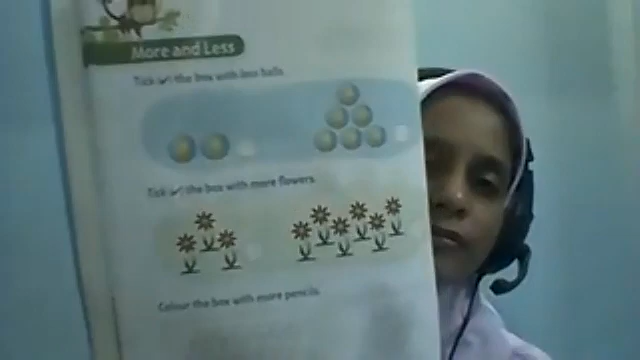 More and Less
Tick (✓) the box with less balls.
Tick (✓) the box with more flowers.
Colour the box with more pencils.